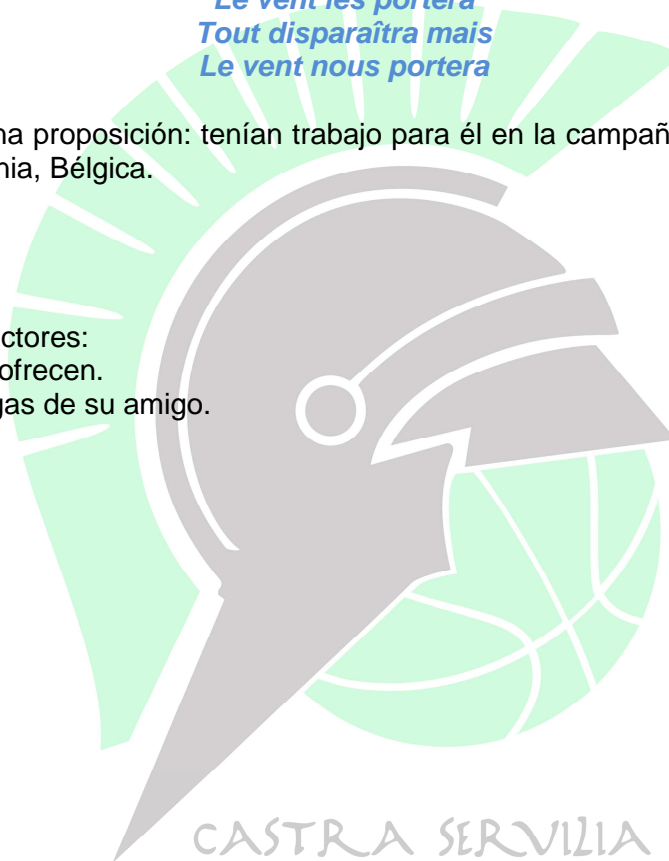 Le vent les portera
Tout disparaîtra mais
Le vent nous portera
na proposición: tenían trabajo para él en la campañ
nia, Bélgica.
ctores:
ofrecen.
gas de su amigo.
CASTRA SERVILIA